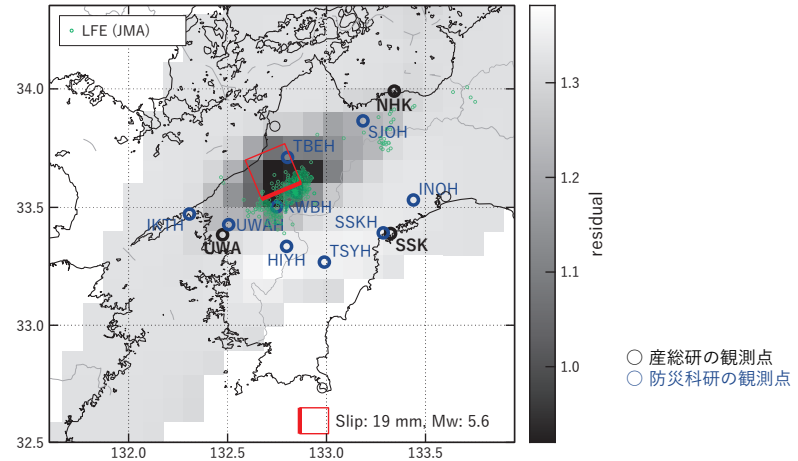 LFE (JMA)
34.0
33.5
33.0
32.5
132.0
132.5
133.0
133.5
NHK
SJOH
TBEH
INOH
KWBH
IKTH
UWAH
UWA
SSKH
SSK
HIYH
TSYH
Slip: 19 mm, Mw: 5.6
1.3
1.2
1.1
1.0
residual
○ 産総研の観測点
○ 防災科研の観測点